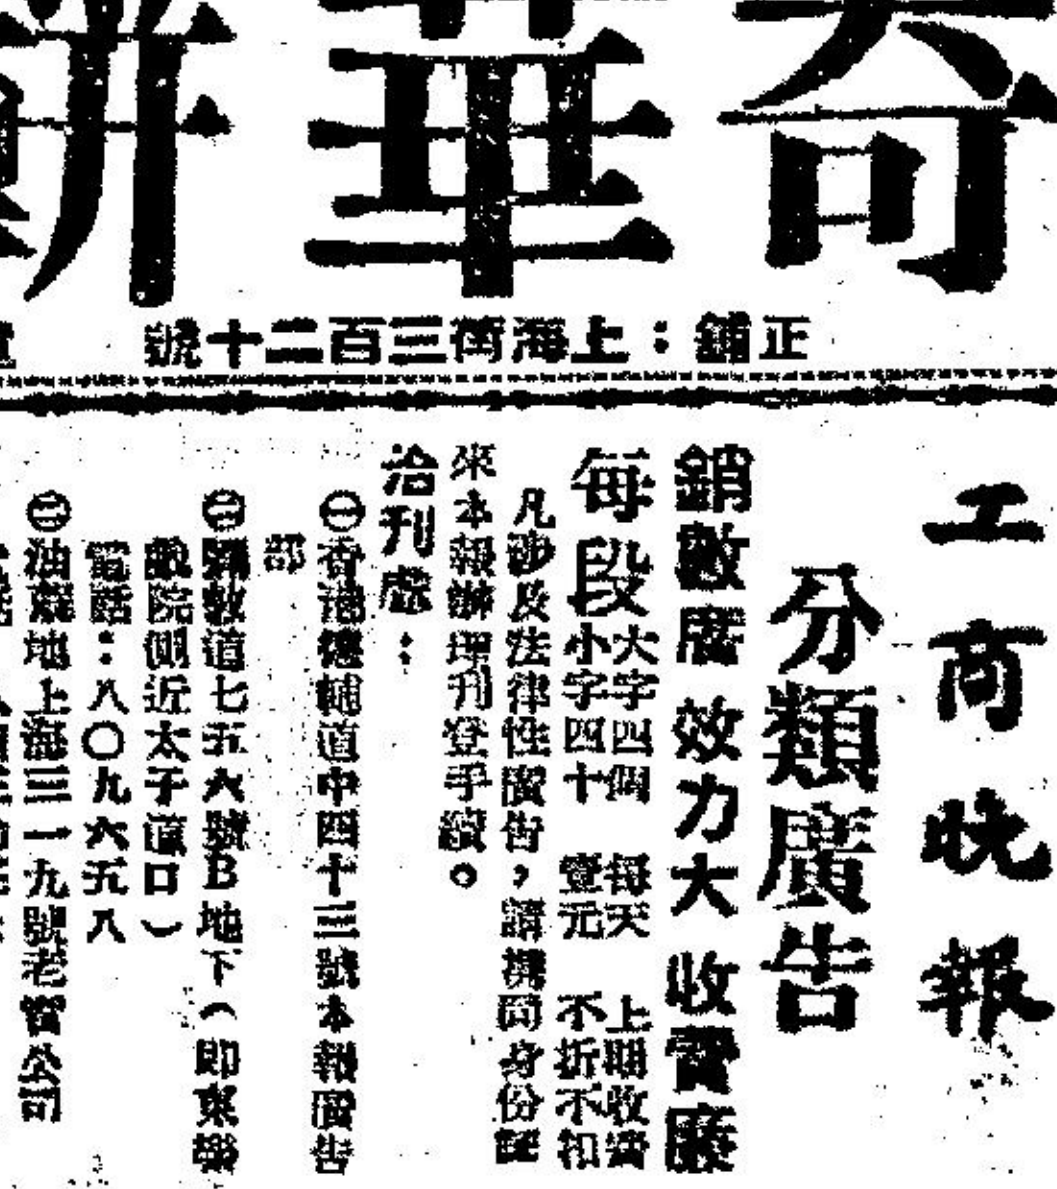 奇華餅
正鋪：上海街三百二十號
工商晚報
分類廣告
銷數廣 效力大 收費廉
每段大字四個 每天 上期收費
小字四十 壹元 不折不扣
凡涉及法律性廣告，請攜同身份證
來本報辦理刊登手續。
洽刊處：
㊀香港德輔道中四十三號本報廣告
部
㊁彌敦道七五六號B地下（即東樂
戲院側近太子道口）
電話：八〇九六五八
㊂油蔴地上海三一九號老寶公司